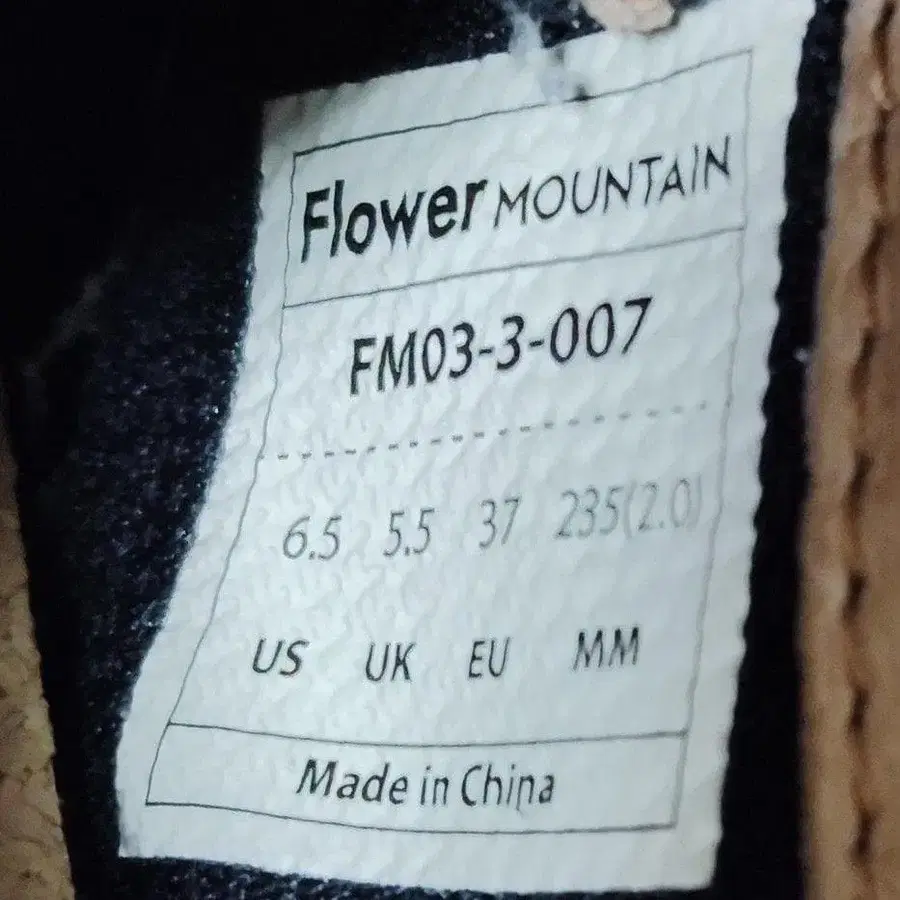 Flower MOUNTAIN
FM03-3-007
6.5 5.5 37 235(2.0)
US UK EU MM
Made in China